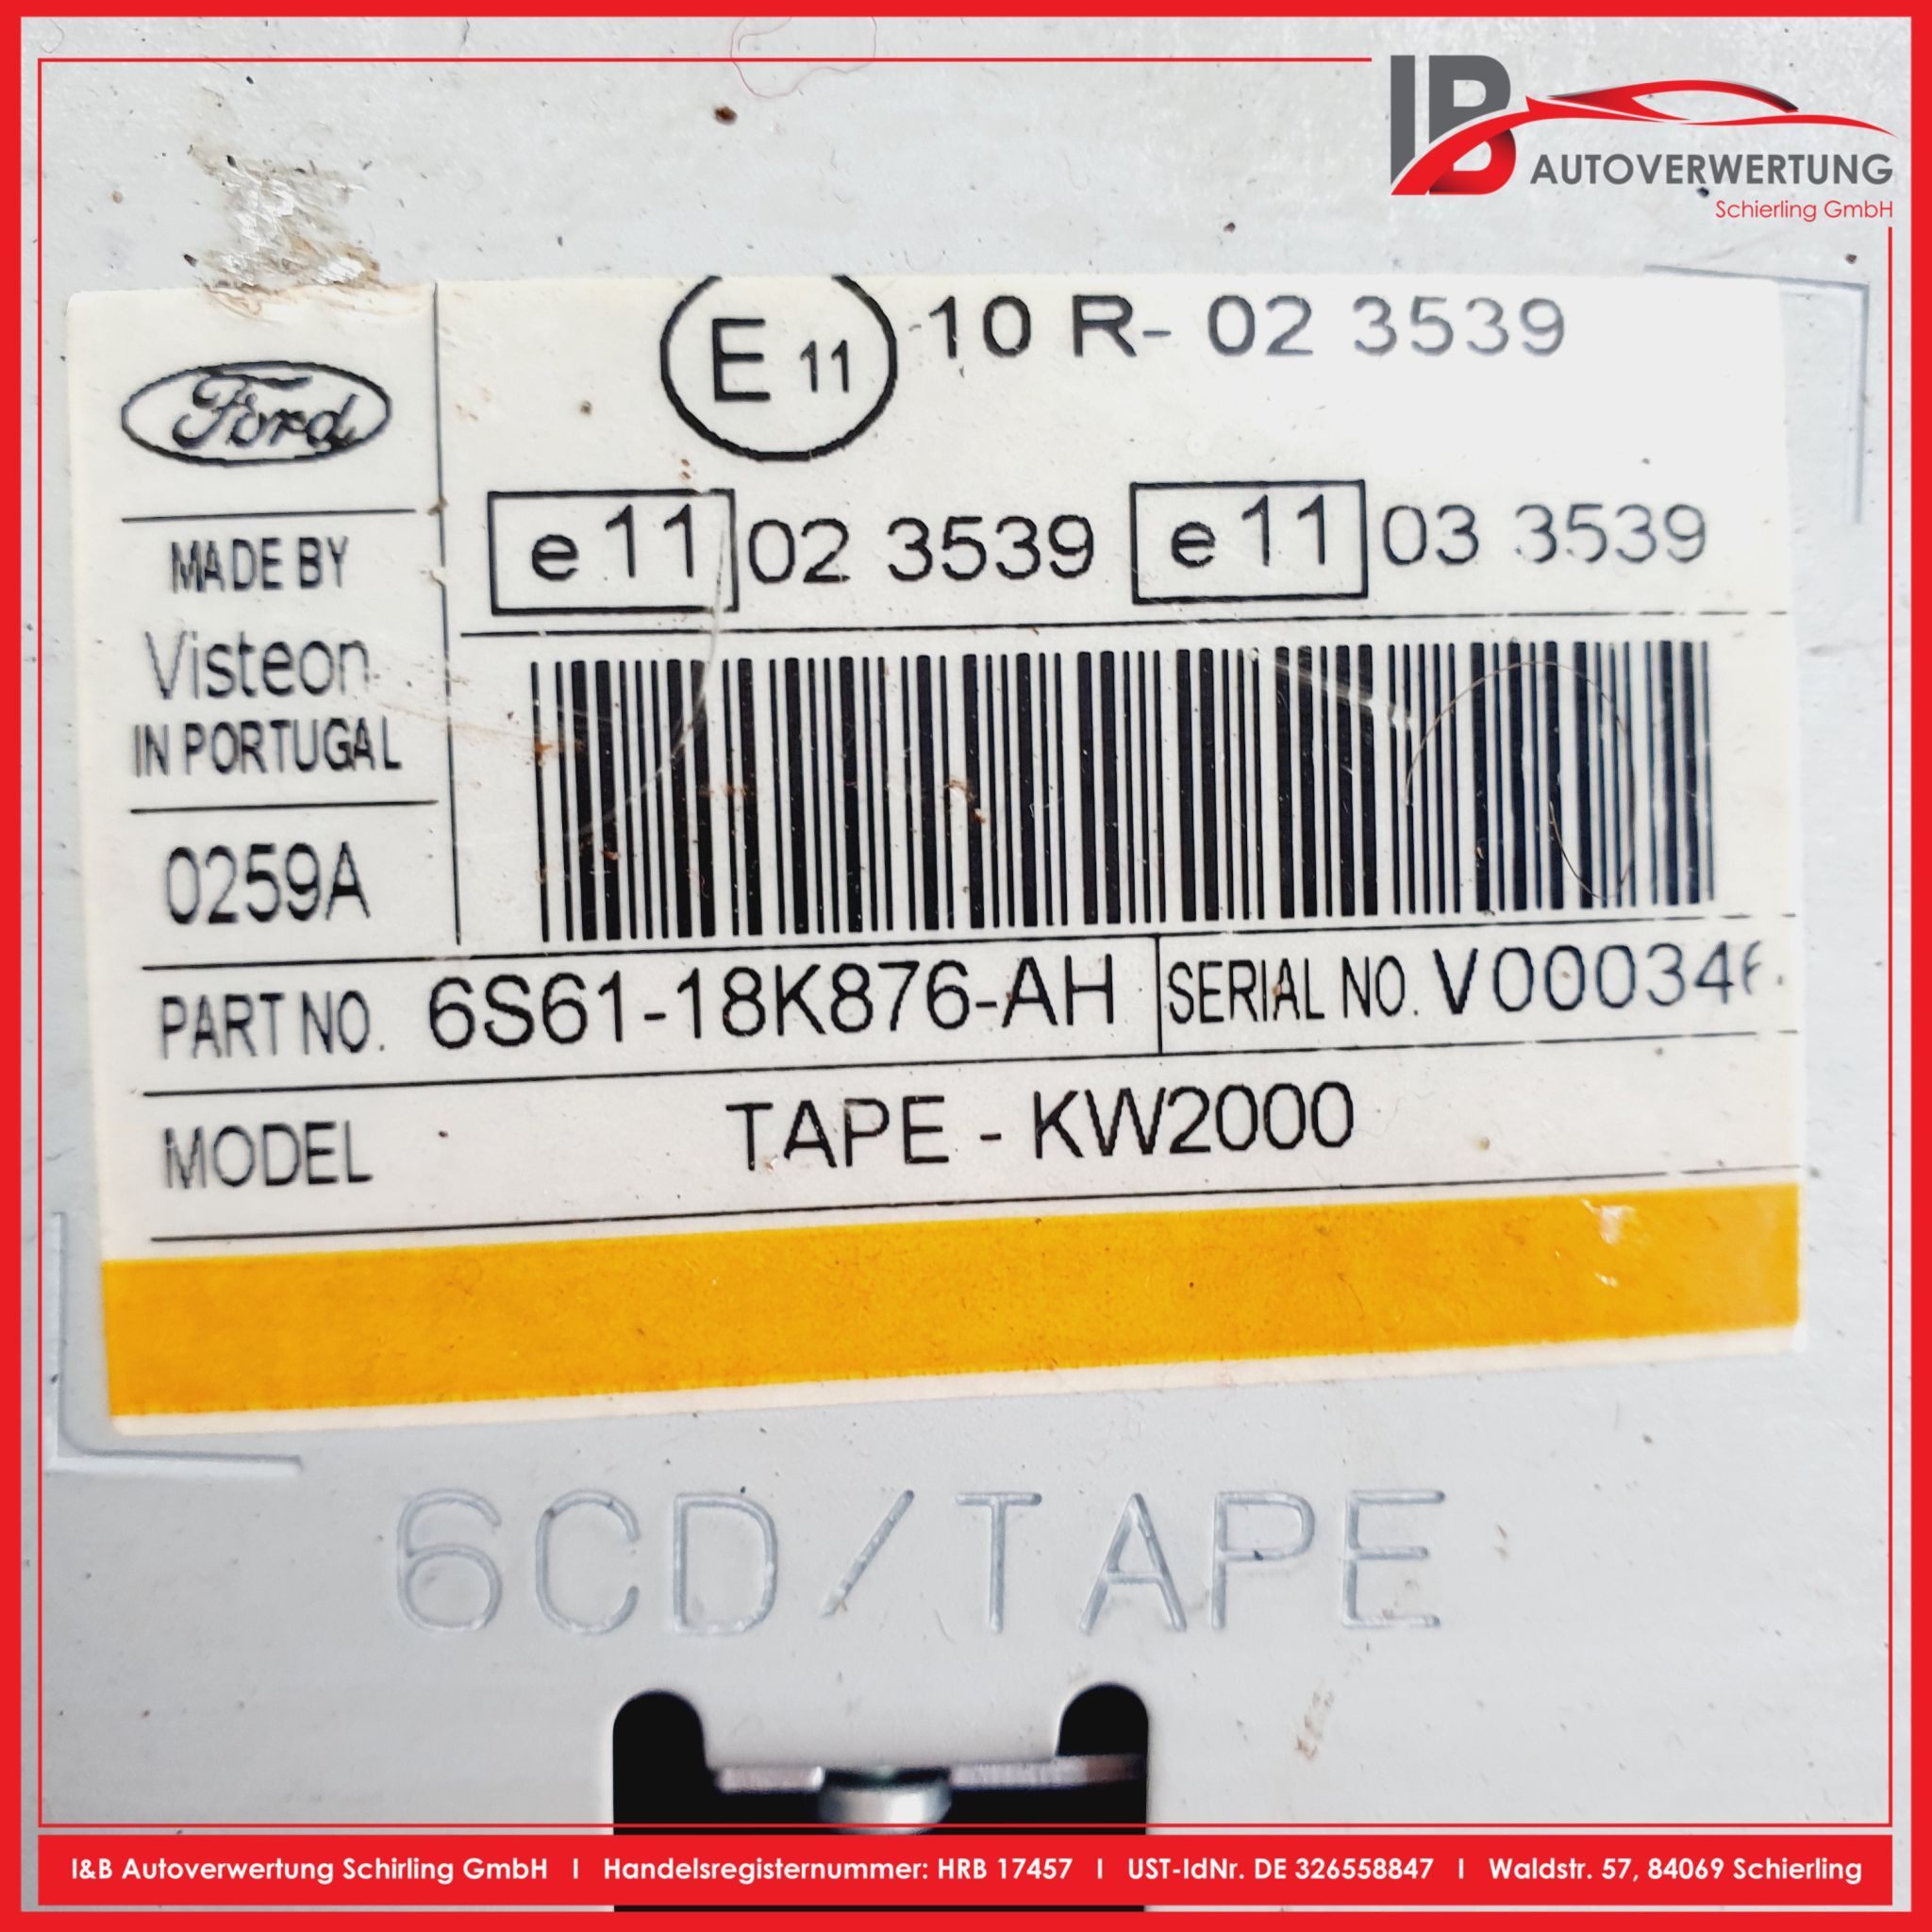 IB AUTOVERWERTUNG
Schierling GmbH
Ford
E 11 10 R- 02 3539
e11 02 3539 e11 03 3539
MADE BY
Visteon
IN PORTUGAL
0259A
PART NO. 6S61-18K876-AH SERIAL NO.
MODEL TAPE - KW2000
6CD/TAPE
I&B Autoverwertung Schirling GmbH I Handelsregisternummer: HRB 17457 I UST-IdNr. DE 326558847 I Waldstr. 57, 84069 Schierling